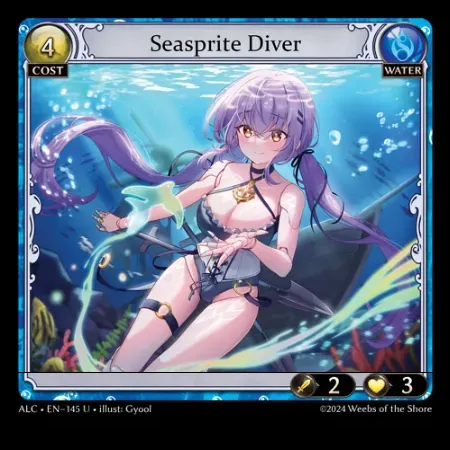 4
Seasprite Diver
COST
WATER
2
3
ALC • EN–145 U • illust: Gyool
©2024 Weebs of the Shore